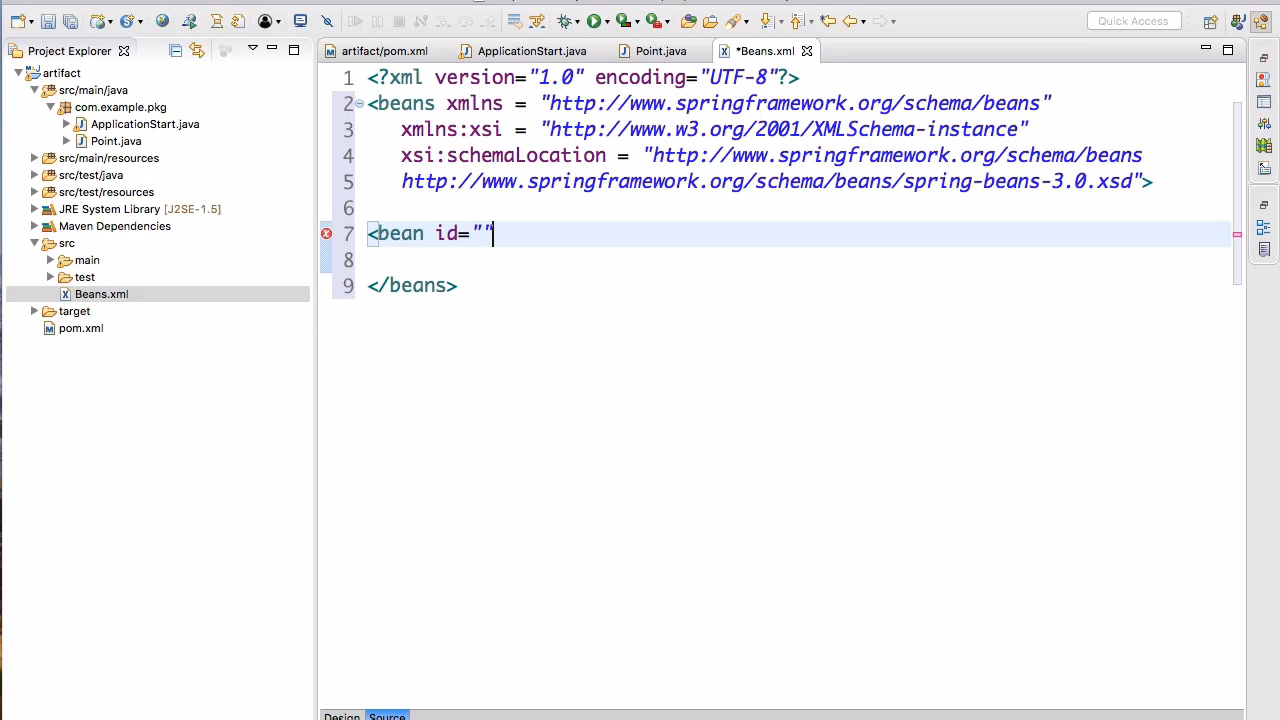 Quick Access
Project Explorer
artifact/pom.xml
ApplicationStart.java
Point.java
*Beans.xml
artifact
src/main/java
com.example.pkg
ApplicationStart.java
Point.java
src/main/resources
src/test/java
src/test/resources
JRE System Library [J2SE-1.5]
Maven Dependencies
src
main
test
Beans.xml
target
pom.xml
1 <?xml version="1.0" encoding="UTF-8"?>
2 <beans xmlns = "http://www.springframework.org/schema/beans"
3 xmlns:xsi = "http://www.w3.org/2001/XMLSchema-instance"
4 xsi:schemaLocation = "http://www.springframework.org/schema/beans
5 http://www.springframework.org/schema/beans/spring-beans-3.0.xsd">
6
7 <bean id=""
8
9 </beans>
Design Source